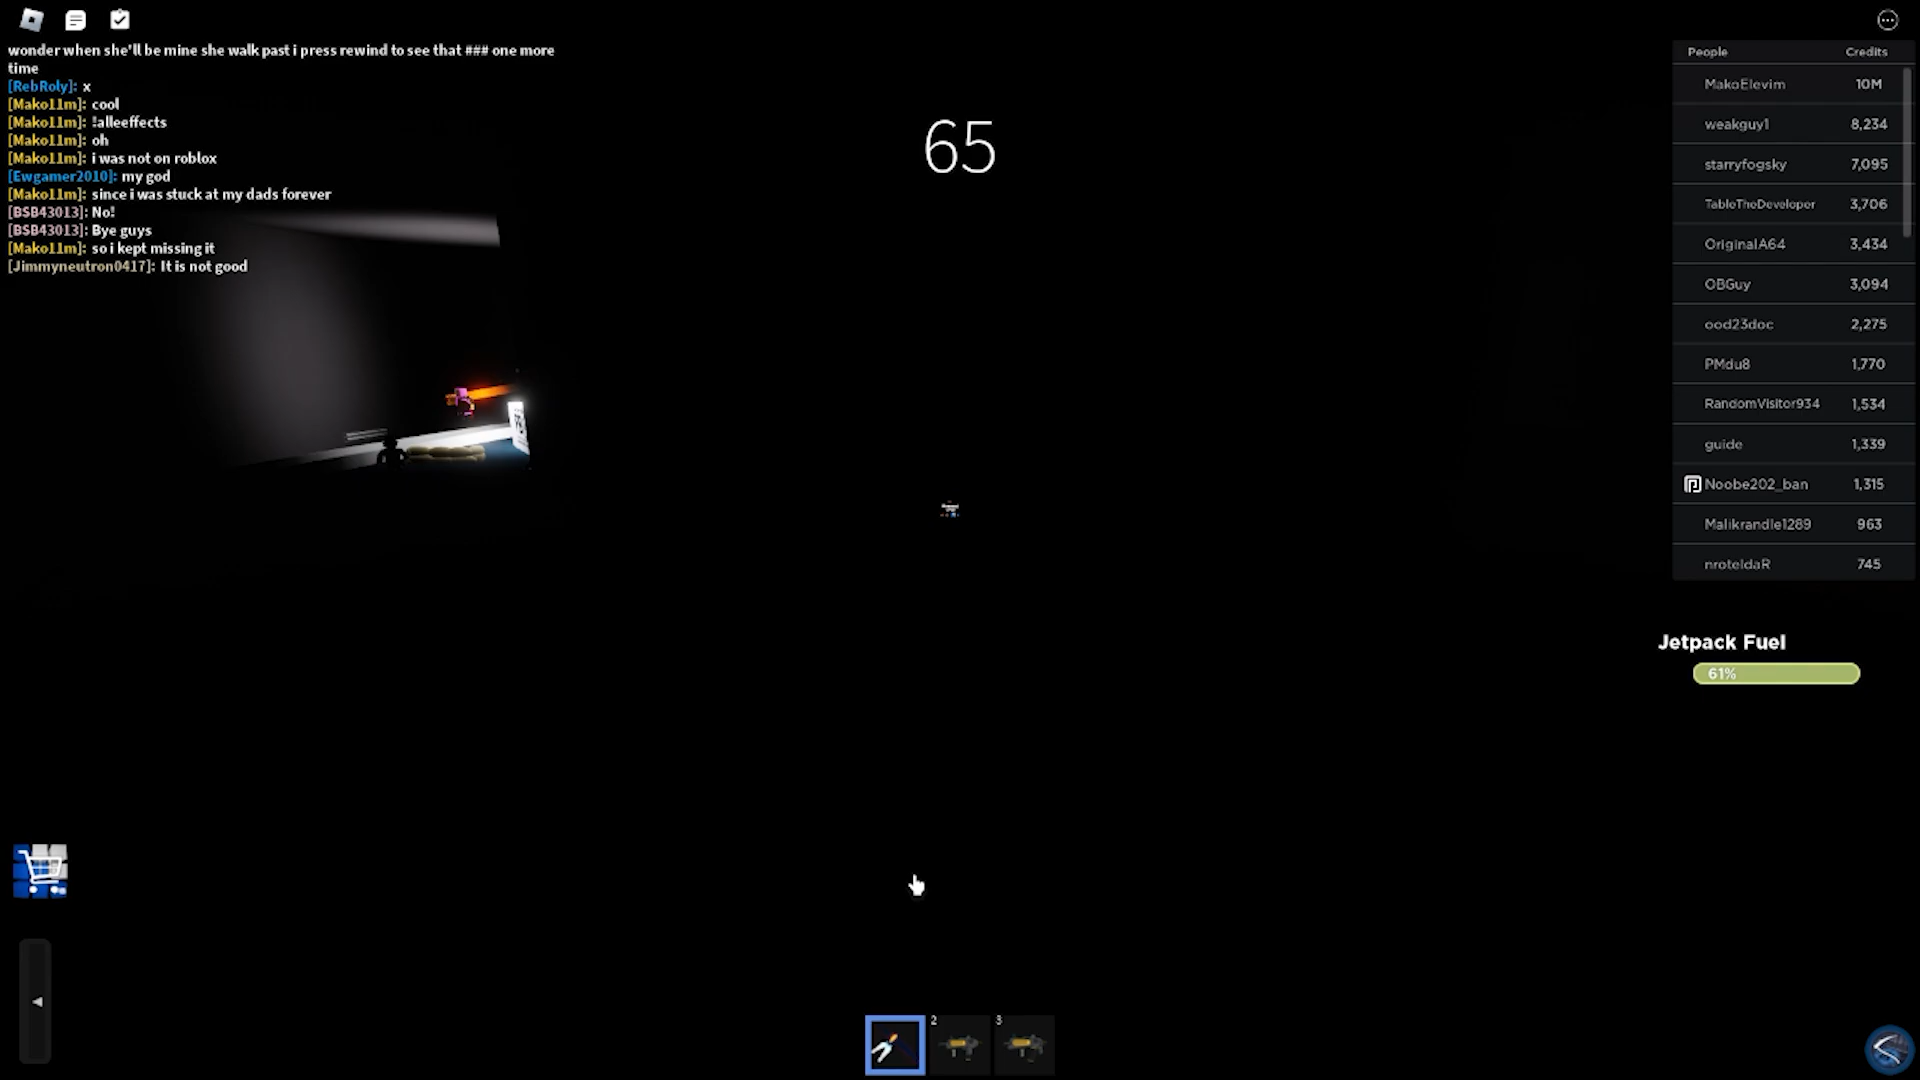 wonder when she'll be mine she walk past i press rewind to see that ### one more
time
[RebRoly]: x
[Mako11m]: cool
[Mako11m]: !alleeffects
[Mako11m]: oh
[Mako11m]: i was not on roblox
[Ewgamer2010]: my god
[Mako11m]: since i was stuck at my dads forever
[BSB43013]: No!
[BSB43013]: Bye guys
[Mako11m]: so i kept missing it
[Jimmyneutron0417]: It is not good
65
People Credits
MakoElevim 10M
weakguy1 8,234
starryfogsky 7,095
TableTheDeveloper 3,706
OriginalA64 3,434
OBGuy 3,094
ood23doc 2,275
PMdu8 1,770
RandomVisitor934 1,534
guide 1,339
Noobe202_ban 1,315
Malikrandle1289 963
nroteldaR 745
Jetpack Fuel
61%
2 3